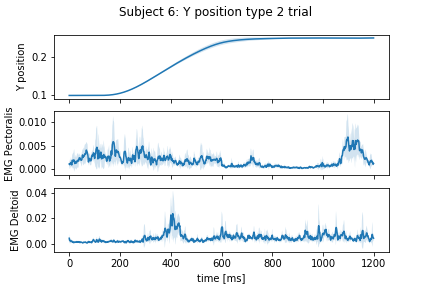 Subject 6: Y position type 2 trial
Y position
0.2
0.1
EMG Pectoralis
0.010
0.005
0.000
EMG Deltoid
0.04
0.02
0.00
0 200 400 600 800 1000 1200
time [ms]